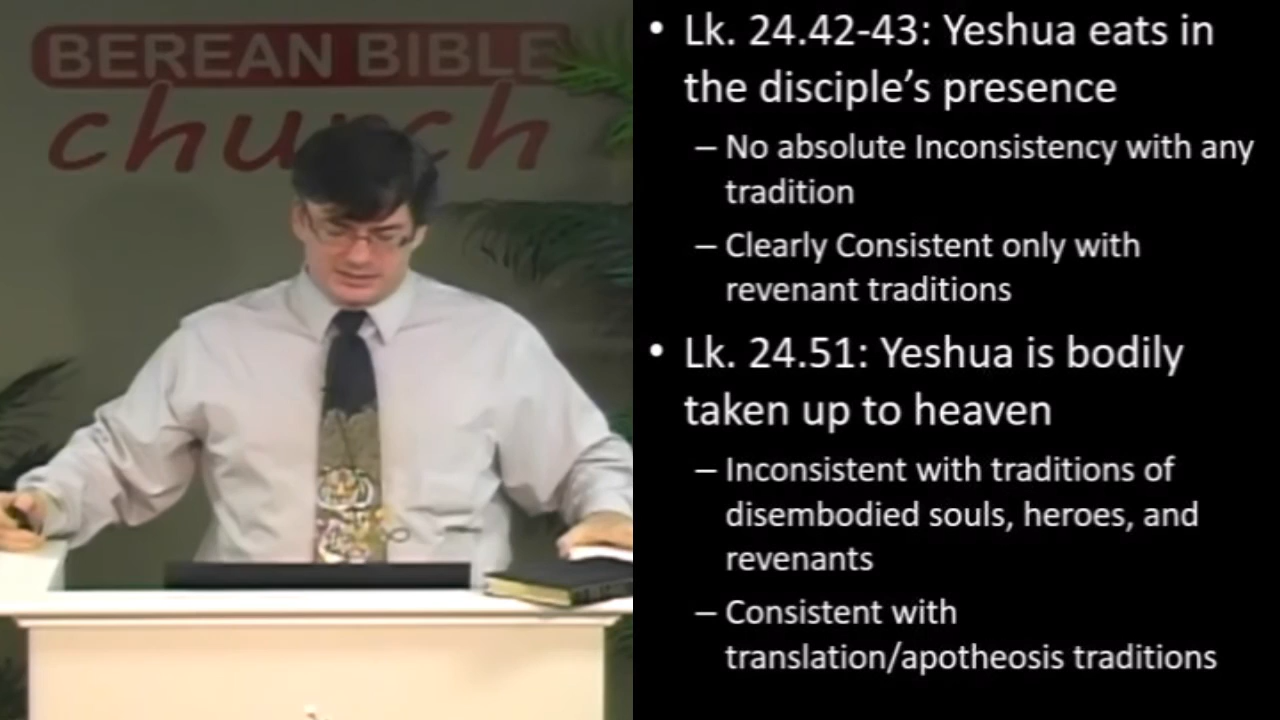 BEREAN BIBLE
church
• Lk. 24.42-43: Yeshua eats in
the disciple’s presence
– No absolute Inconsistency with any
tradition
– Clearly Consistent only with
revenant traditions
• Lk. 24.51: Yeshua is bodily
taken up to heaven
– Inconsistent with traditions of
disembodied souls, heroes, and
revenants
– Consistent with
translation/apotheosis traditions